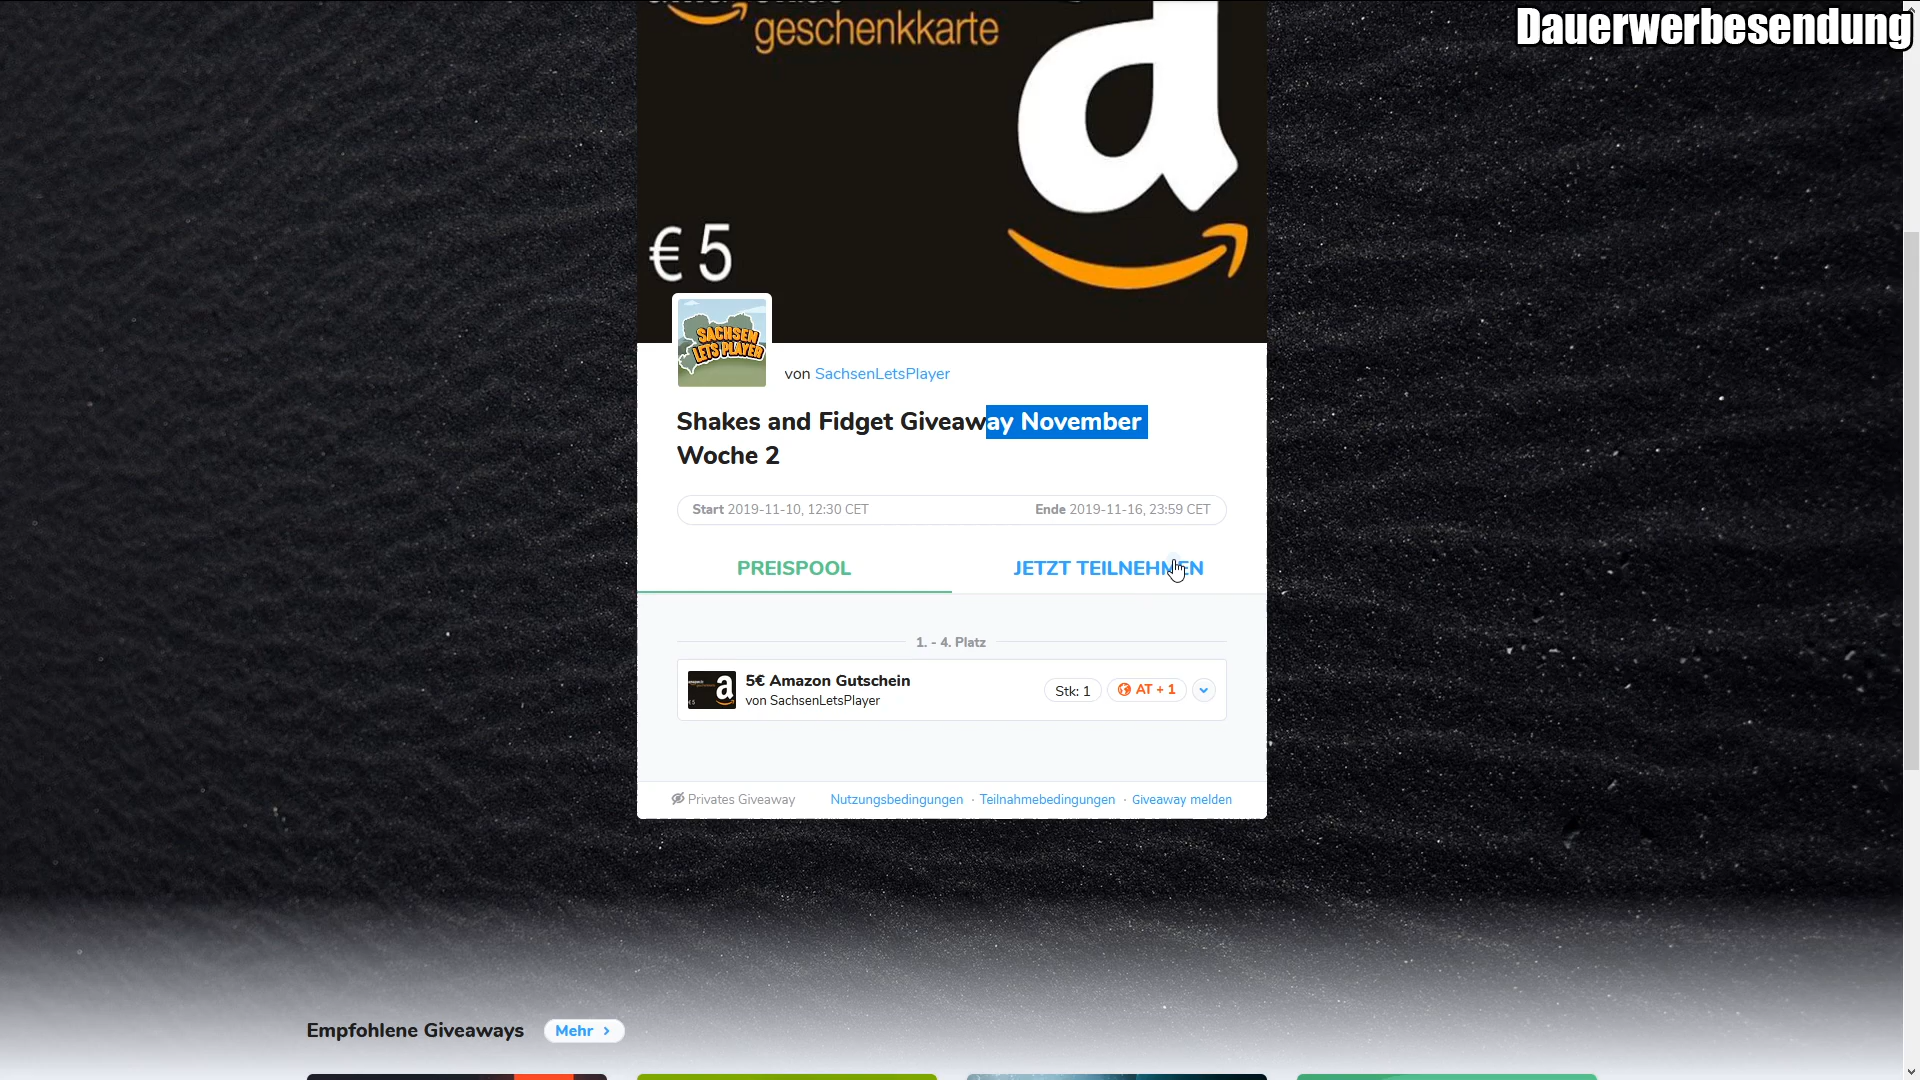 Dauerwerbesendung
geschenkkarte
a
€ 5
SACHSEN
LETS PLAYER
von SachsenLetsPlayer
Shakes and Fidget Giveaway November
Woche 2
Start 2019-11-10, 12:30 CET Ende 2019-11-16, 23:59 CET
PREISPOOL JETZT TEILNEHMEN
1. - 4. Platz
5€ Amazon Gutschein
von SachsenLetsPlayer
Stk: 1 AT + 1
Privates Giveaway Nutzungsbedingungen · Teilnahmebedingungen · Giveaway melden
Empfohlene Giveaways Mehr >